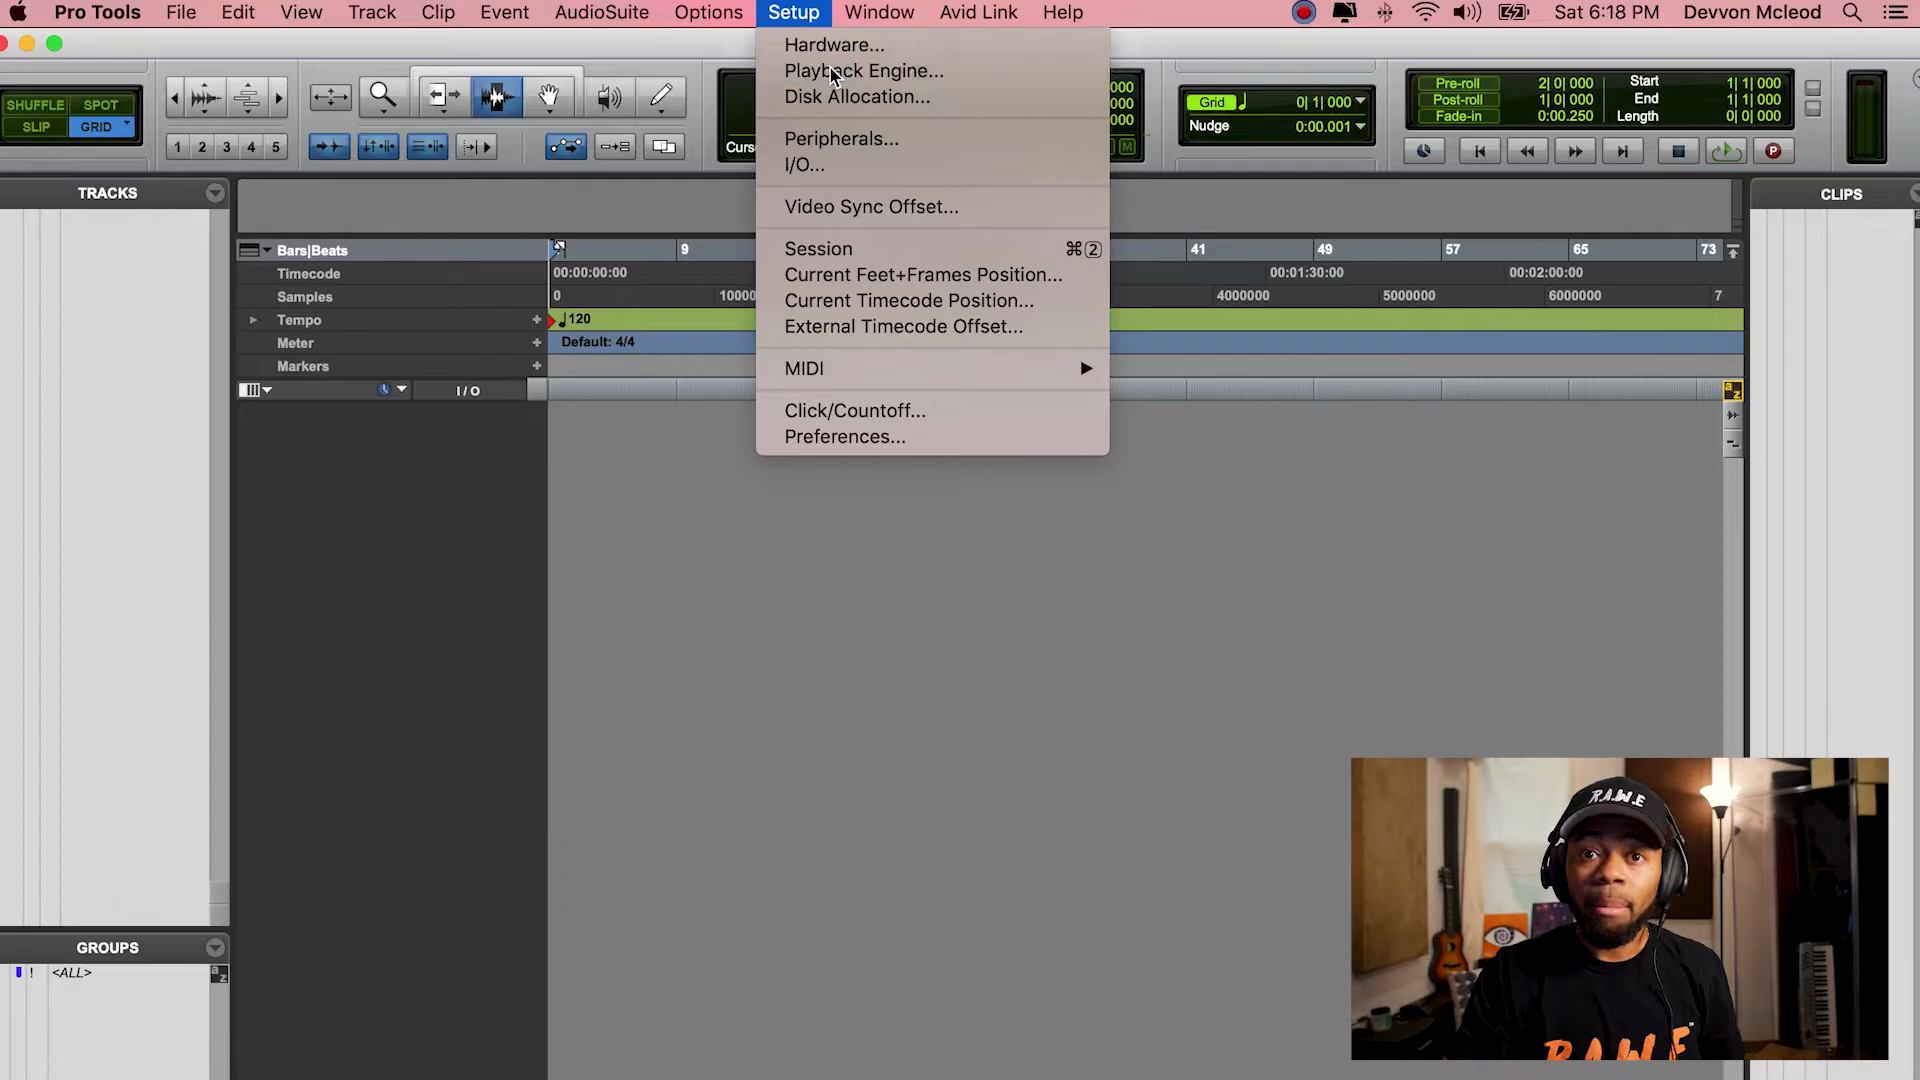 Pro Tools File Edit View Track Clip Event AudioSuite Options Setup Window Avid Link Help Sat 6:18 PM Devvon Mcleod
Hardware...
Playback Engine...
Disk Allocation...
Peripherals...
I/O...
Video Sync Offset...
Session ⌘2
Current Feet+Frames Position...
Current Timecode Position...
External Timecode Offset...
MIDI
Click/Countoff...
Preferences...
SHUFFLE SPOT
SLIP GRID
1 2 3 4 5
000
000
000
M
Grid 0| 1| 000
Nudge 0:00.001
Pre-roll 2| 0| 000 Start 1| 1| 000
Post-roll 1| 0| 000 End 1| 1| 000
Fade-in 0:00.250 Length 0| 0| 000
P
TRACKS
CLIPS
Bars|Beats 9 41 49 57 65 73
Timecode 00:00:00:00 00:01:30:00 00:02:00:00
Samples 0 10000 4000000 5000000 6000000 7
Tempo + 120
Meter + Default: 4/4
Markers +
I / O
a z
GROUPS
! <ALL>
a z
R.A.W.E
R.A.W.E